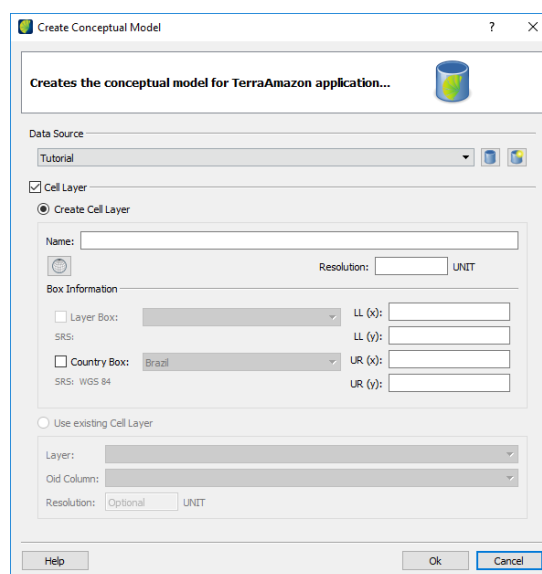 Create Conceptual Model ? ×
Creates the conceptual model for TerraAmazon application...
Data Source
Tutorial
Cell Layer
Create Cell Layer
Name:
Resolution: UNIT
Box Information
Layer Box: LL (x):
SRS: LL (y):
Country Box: Brazil UR (x):
SRS: WGS 84 UR (y):
Use existing Cell Layer
Layer:
Oid Column:
Resolution: Optional UNIT
Help Ok Cancel